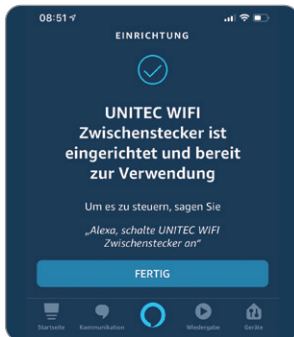 08:51
EINRICHTUNG
UNITEC WIFI
Zwischenstecker ist
eingerichtet und bereit
zur Verwendung
Um es zu steuern, sagen Sie
„Alexa, schalte UNITEC WIFI
Zwischenstecker an“
FERTIG
Startseite Kommunikation Wiedergabe Geräte